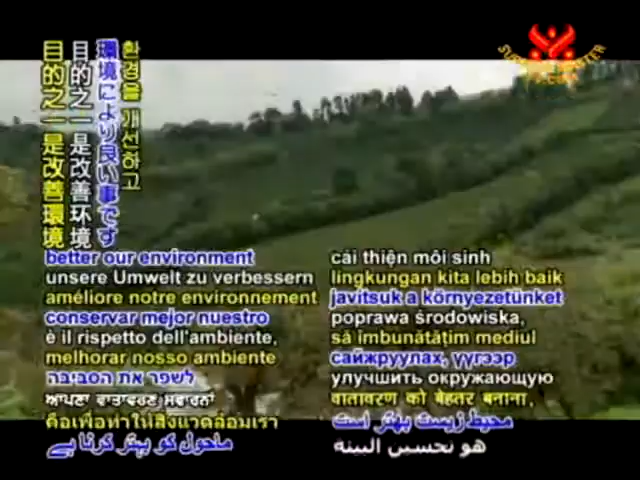 환경을 개선하고
環境により良い事です
目的之一是改善环境
目的之一是改善環境
better our environment
unsere Umwelt zu verbessern
améliore notre environnement
conservar mejor nuestro
è il rispetto dell'ambiente,
melhorar nosso ambiente
לשפר את הסביבה
ਆਪਣਾ ਵਾਤਾਵਰਣ ਸਵਾਰਨਾਂ
คือเพื่อทำให้สิ่งแวดล้อมเรา
ماحول کو بہتر کرنا ہے
cải thiện môi sinh
lingkungan kita lebih baik
javítsuk a környezetünket
poprawa środowiska,
să îmbunătăţim mediul
сайжруулах, үүгээр
улучшить окружающую
वातावरण को बेहतर बनाना,
محیط زیست بهتر است
هو تحسين البيئة